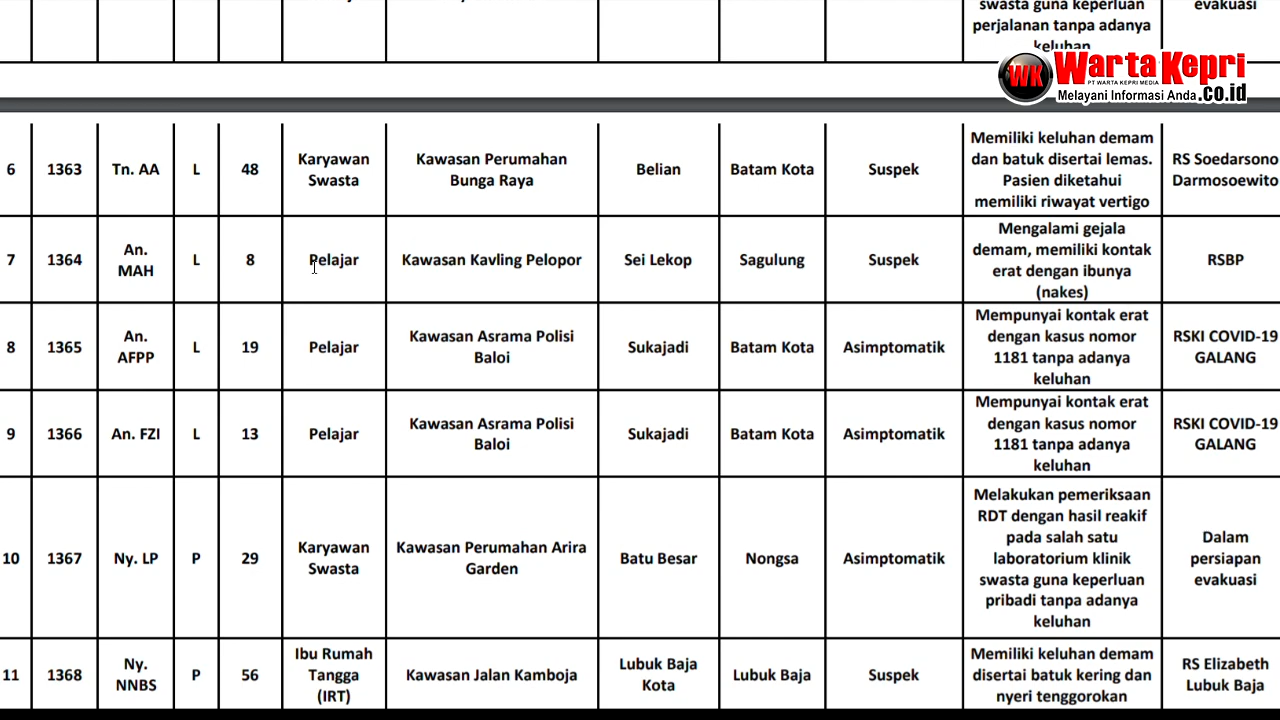 swasta guna keperluan
perjalanan tanpa adanya
keluhan
evakuasi
WK
WartaKepri
PT WARTA KEPRI MEDIA
Melayani Informasi Anda
.co.id
6
1363
Tn. AA
L
48
Karyawan
Swasta
Kawasan Perumahan
Bunga Raya
Belian
Batam Kota
Suspek
Memiliki keluhan demam
dan batuk disertai lemas.
Pasien diketahui
memiliki riwayat vertigo
RS Soedarsono
Darmosoewito
7
1364
An.
MAH
L
8
Pelajar
Kawasan Kavling Pelopor
Sei Lekop
Sagulung
Suspek
Mengalami gejala
demam, memiliki kontak
erat dengan ibunya
(nakes)
RSBP
8
1365
An.
AFPP
L
19
Pelajar
Kawasan Asrama Polisi
Baloi
Sukajadi
Batam Kota
Asimptomatik
Mempunyai kontak erat
dengan kasus nomor
1181 tanpa adanya
keluhan
RSKI COVID-19
GALANG
9
1366
An. FZI
L
13
Pelajar
Kawasan Asrama Polisi
Baloi
Sukajadi
Batam Kota
Asimptomatik
Mempunyai kontak erat
dengan kasus nomor
1181 tanpa adanya
keluhan
RSKI COVID-19
GALANG
10
1367
Ny. LP
P
29
Karyawan
Swasta
Kawasan Perumahan Arira
Garden
Batu Besar
Nongsa
Asimptomatik
Melakukan pemeriksaan
RDT dengan hasil reakif
pada salah satu
laboratorium klinik
swasta guna keperluan
pribadi tanpa adanya
keluhan
Dalam
persiapan
evakuasi
11
1368
Ny.
NNBS
P
56
Ibu Rumah
Tangga
(IRT)
Kawasan Jalan Kamboja
Lubuk Baja
Kota
Lubuk Baja
Suspek
Memiliki keluhan demam
disertai batuk kering dan
nyeri tenggorokan
RS Elizabeth
Lubuk Baja